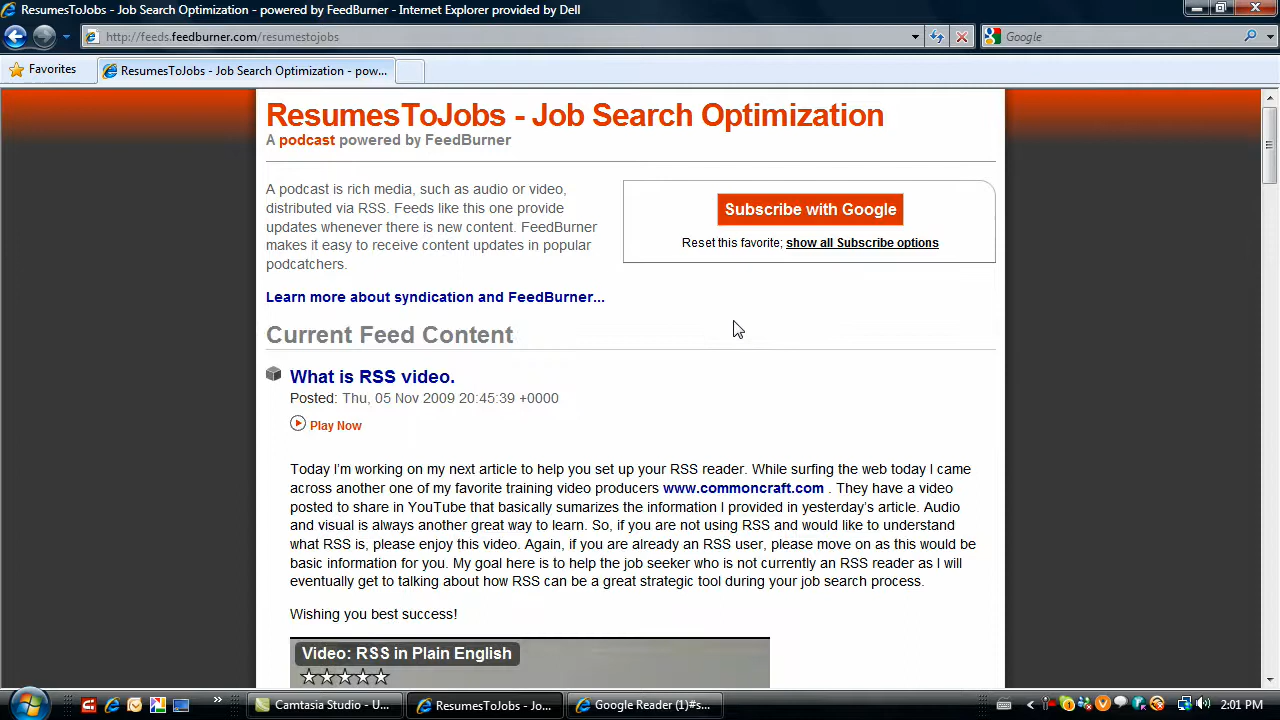 ResumesToJobs - Job Search Optimization - powered by FeedBurner - Internet Explorer provided by Dell
http://feeds.feedburner.com/resumestojobs
Google
Favorites
ResumesToJobs - Job Search Optimization - pow...
ResumesToJobs - Job Search Optimization
A podcast powered by FeedBurner
A podcast is rich media, such as audio or video,
distributed via RSS. Feeds like this one provide
updates whenever there is new content. FeedBurner
makes it easy to receive content updates in popular
podcatchers.
Subscribe with Google
Reset this favorite; show all Subscribe options
Learn more about syndication and FeedBurner...
Current Feed Content
What is RSS video.
Posted: Thu, 05 Nov 2009 20:45:39 +0000
Play Now
Today I'm working on my next article to help you set up your RSS reader. While surfing the web today I came
across another one of my favorite training video producers www.commoncraft.com . They have a video
posted to share in YouTube that basically sumarizes the information I provided in yesterday's article. Audio
and visual is always another great way to learn. So, if you are not using RSS and would like to understand
what RSS is, please enjoy this video. Again, if you are already an RSS user, please move on as this would be
basic information for you. My goal here is to help the job seeker who is not currently an RSS reader as I will
eventually get to talking about how RSS can be a great strategic tool during your job search process.
Wishing you best success!
Video: RSS in Plain English
Camtasia Studio - U...
ResumesToJobs - Jo...
Google Reader (1)#s...
2:01 PM